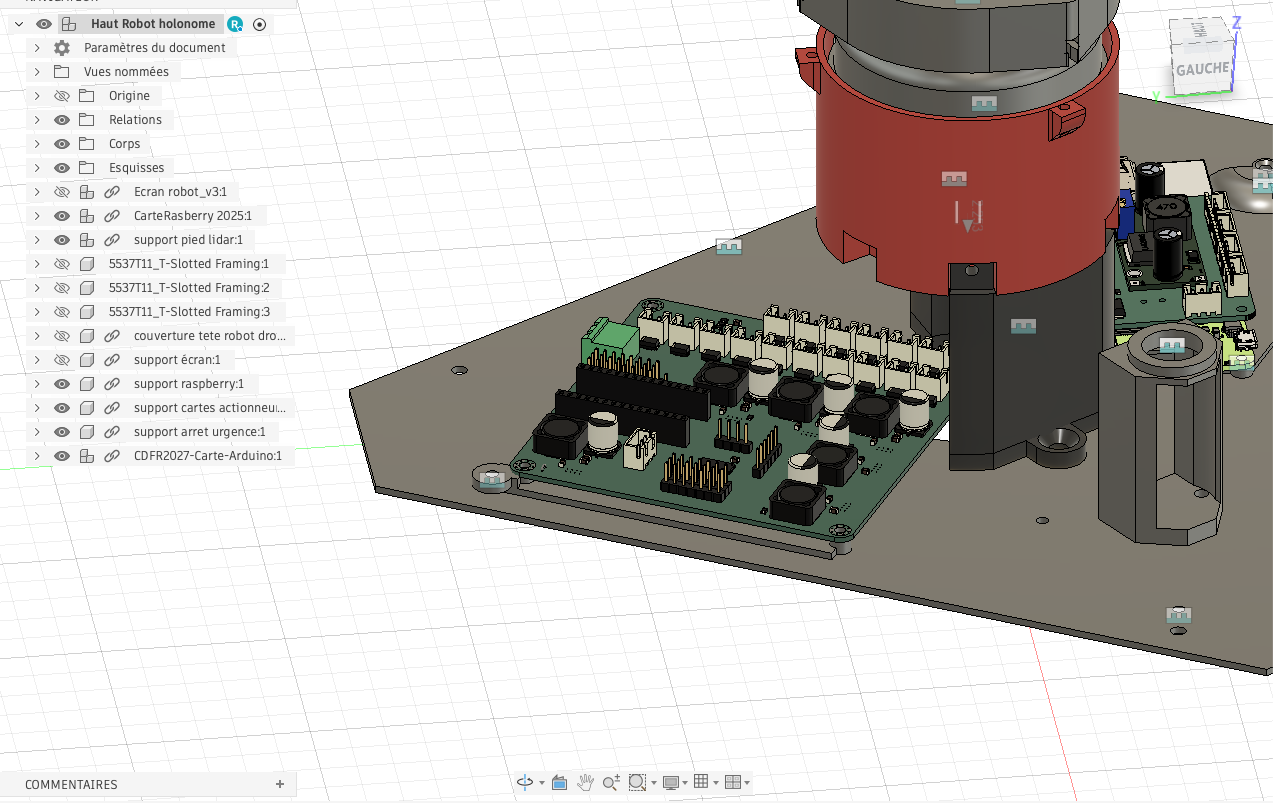 Haut Robot holonome
R
Paramètres du document
Vues nommées
Origine
Relations
Corps
Esquisses
Ecran robot_v3:1
CarteRasberry 2025:1
support pied lidar:1
5537T11_T-Slotted Framing:1
5537T11_T-Slotted Framing:2
5537T11_T-Slotted Framing:3
couverture tete robot dro...
support écran:1
support raspberry:1
support cartes actionneu...
support arret urgence:1
CDFR2027-Carte-Arduino:1
COMMENTAIRES
Z
HAUT
GAUCHE
Y
470